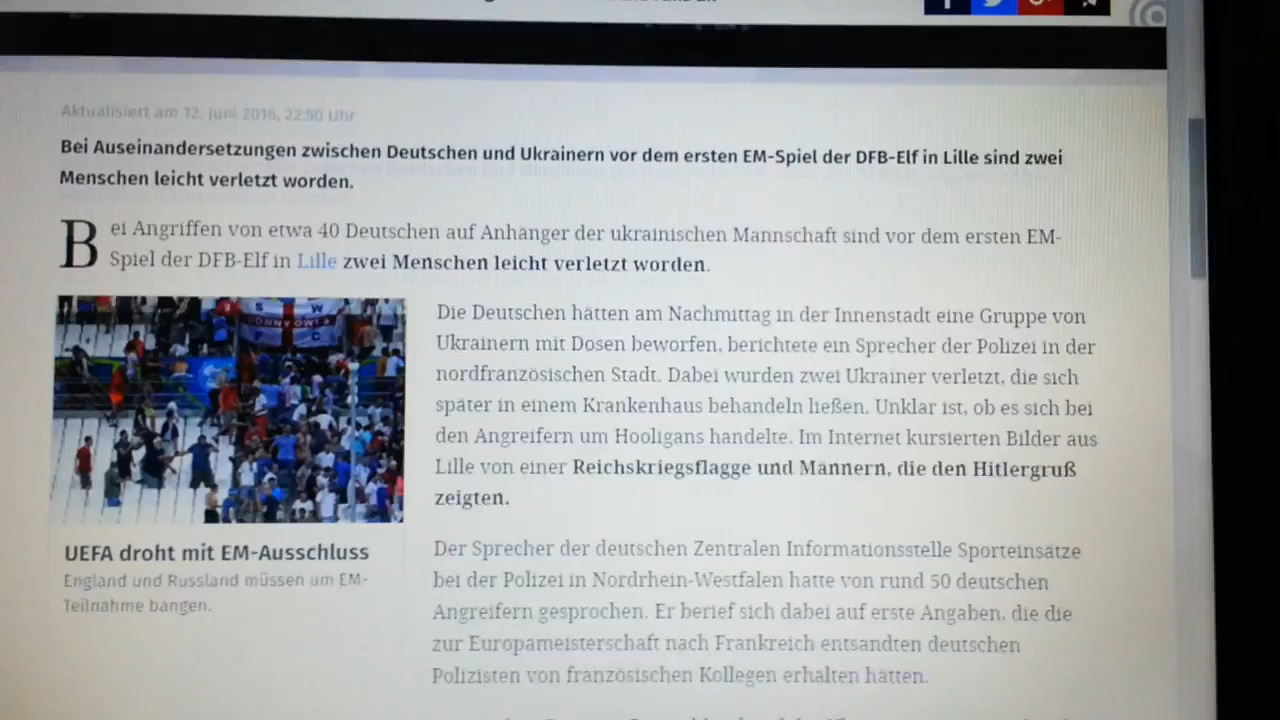 Aktualisiert am 12. Juni 2016, 22:50 Uhr
Bei Auseinandersetzungen zwischen Deutschen und Ukrainern vor dem ersten EM-Spiel der DFB-Elf in Lille sind zwei
Menschen leicht verletzt worden.
Bei Angriffen von etwa 40 Deutschen auf Anhänger der ukrainischen Mannschaft sind vor dem ersten EM-
Spiel der DFB-Elf in Lille zwei Menschen leicht verletzt worden.
Die Deutschen hätten am Nachmittag in der Innenstadt eine Gruppe von
Ukrainern mit Dosen beworfen, berichtete ein Sprecher der Polizei in der
nordfranzösischen Stadt. Dabei wurden zwei Ukrainer verletzt, die sich
später in einem Krankenhaus behandeln ließen. Unklar ist, ob es sich bei
den Angreifern um Hooligans handelte. Im Internet kursierten Bilder aus
Lille von einer Reichskriegsflagge und Männern, die den Hitlergruß
zeigten.
UEFA droht mit EM-Ausschluss
England und Russland müssen um EM-
Teilnahme bangen.
Der Sprecher der deutschen Zentralen Informationsstelle Sporteinsätze
bei der Polizei in Nordrhein-Westfalen hatte von rund 50 deutschen
Angreifern gesprochen. Er berief sich dabei auf erste Angaben, die die
zur Europameisterschaft nach Frankreich entsandten deutschen
Polizisten von französischen Kollegen erhalten hätten.